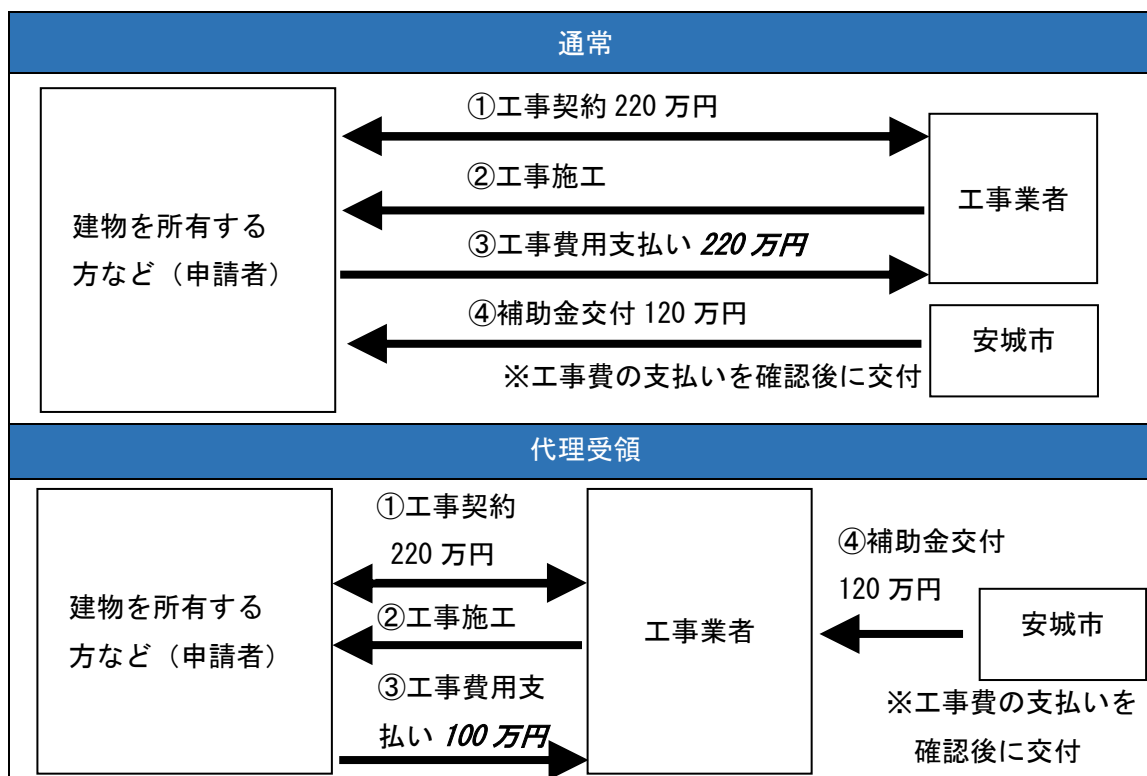 通常
①工事契約 220 万円
②工事施工
工事業者
建物を所有する
方など（申請者）
③工事費用支払い 220 万円
④補助金交付 120 万円
安城市
※工事費の支払いを確認後に交付
代理受領
①工事契約
220 万円
④補助金交付
120 万円
建物を所有する
方など（申請者）
②工事施工
工事業者
安城市
③工事費用支
払い 100 万円
※工事費の支払いを
確認後に交付